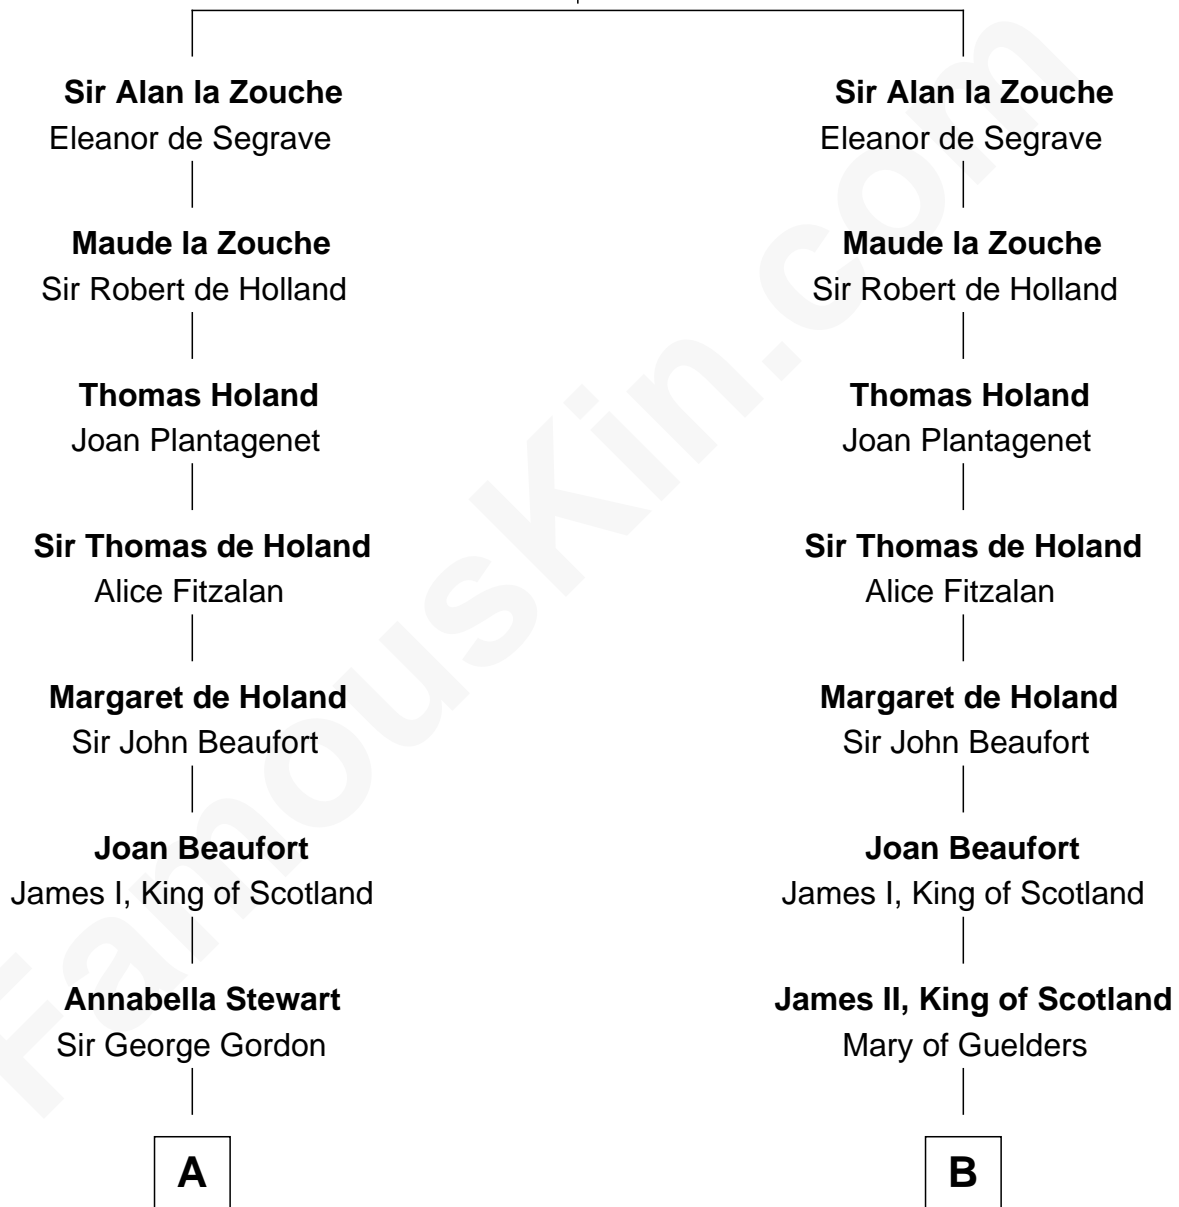 Sir Alan la Zouche
Eleanor de Segrave
Maude la Zouche
Sir Robert de Holland
Thomas Holand
Joan Plantagenet
Sir Thomas de Holand
Alice Fitzalan
Margaret de Holand
Sir John Beaufort
Joan Beaufort
James I, King of Scotland
Annabella Stewart
Sir George Gordon
A
Sir Alan la Zouche
Eleanor de Segrave
Maude la Zouche
Sir Robert de Holland
Thomas Holand
Joan Plantagenet
Sir Thomas de Holand
Alice Fitzalan
Margaret de Holand
Sir John Beaufort
Joan Beaufort
James I, King of Scotland
James II, King of Scotland
Mary of Guelders
B
FamousKin.com